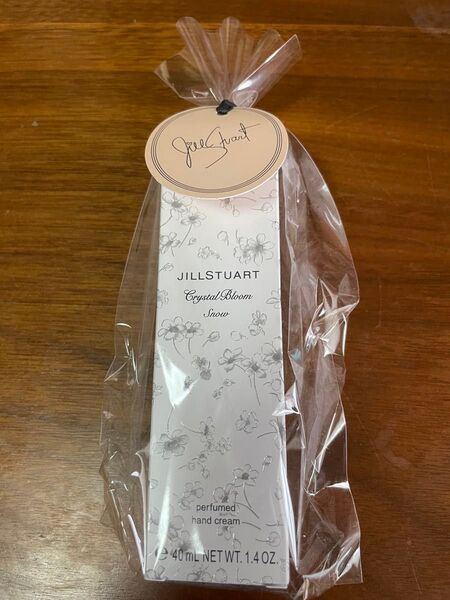 Jill Stuart
JILLSTUART
Crystal Bloom
Snow
perfumed
hand cream
℮ 40 mL NET WT. 1.4 OZ.